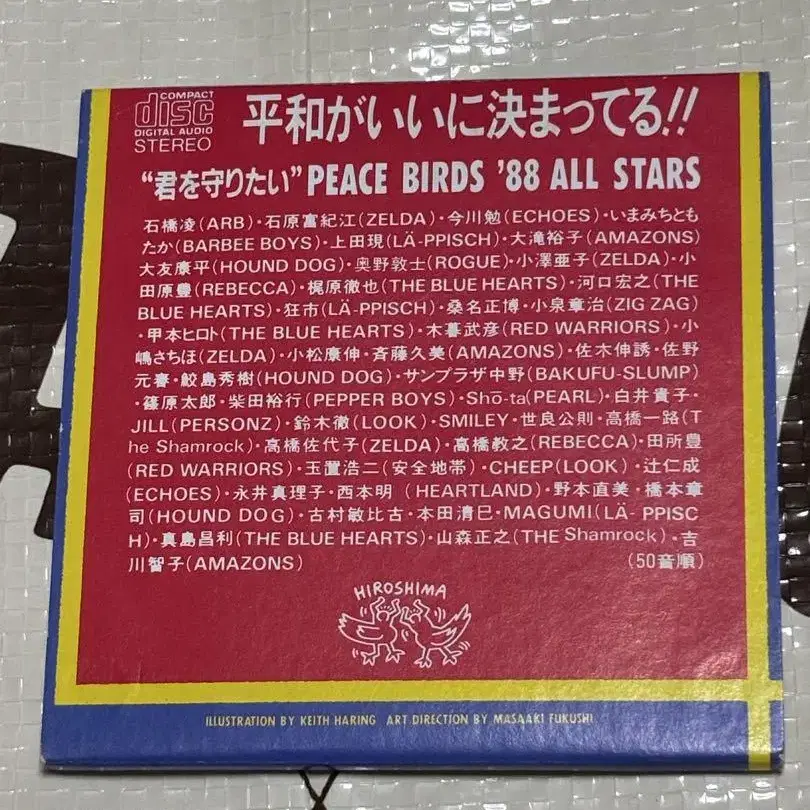 COMPACT
disc
DIGITAL AUDIO
STEREO
平和がいいに決まってる!!
“君を守りたい” PEACE BIRDS '88 ALL STARS
石橋凌(ARB)・石原富紀江(ZELDA)・今川勉(ECHOES)・いまみちとも
たか(BARBEE BOYS)・上田現(LÄ-PPISCH)・大滝裕子(AMAZONS)
大友康平(HOUND DOG)・奥野敦士(ROGUE)・小澤亜子(ZELDA)・小
田原豊(REBECCA)・梶原徹也(THE BLUE HEARTS)・河口宏之(THE
BLUE HEARTS)・狂市(LÄ-PPISCH)・桑名正博・小泉章治(ZIG ZAG)
・甲本ヒロト(THE BLUE HEARTS)・木暮武彦(RED WARRIORS)・小
嶋さちほ(ZELDA)・小松康伸・斉藤久美(AMAZONS)・佐木伸誘・佐野
元春・鮫島秀樹(HOUND DOG)・サンプラザ中野(BAKUFU-SLUMP)
・篠原太郎・柴田裕行(PEPPER BOYS)・Shō-ta(PEARL)・白井貴子・
JILL(PERSONZ)・鈴木徹(LOOK)・SMILEY・世良公則・高橋一路(T
he Shamrock)・高橋佐代子(ZELDA)・高橋教之(REBECCA)・田所豊
(RED WARRIORS)・玉置浩二(安全地帯)・CHEEP(LOOK)・辻仁成
(ECHOES)・永井真理子・西本明(HEARTLAND)・野本直美・橋本章
司(HOUND DOG)・古村敏比古・本田清巳・MAGUMI(LÄ-PPISC
H)・真島昌利(THE BLUE HEARTS)・山森正之(THE Shamrock)・吉
川智子(AMAZONS) (50音順)
HIROSHIMA
ILLUSTRATION BY KEITH HARING ART DIRECTION BY MASAAKI FUKUSHI